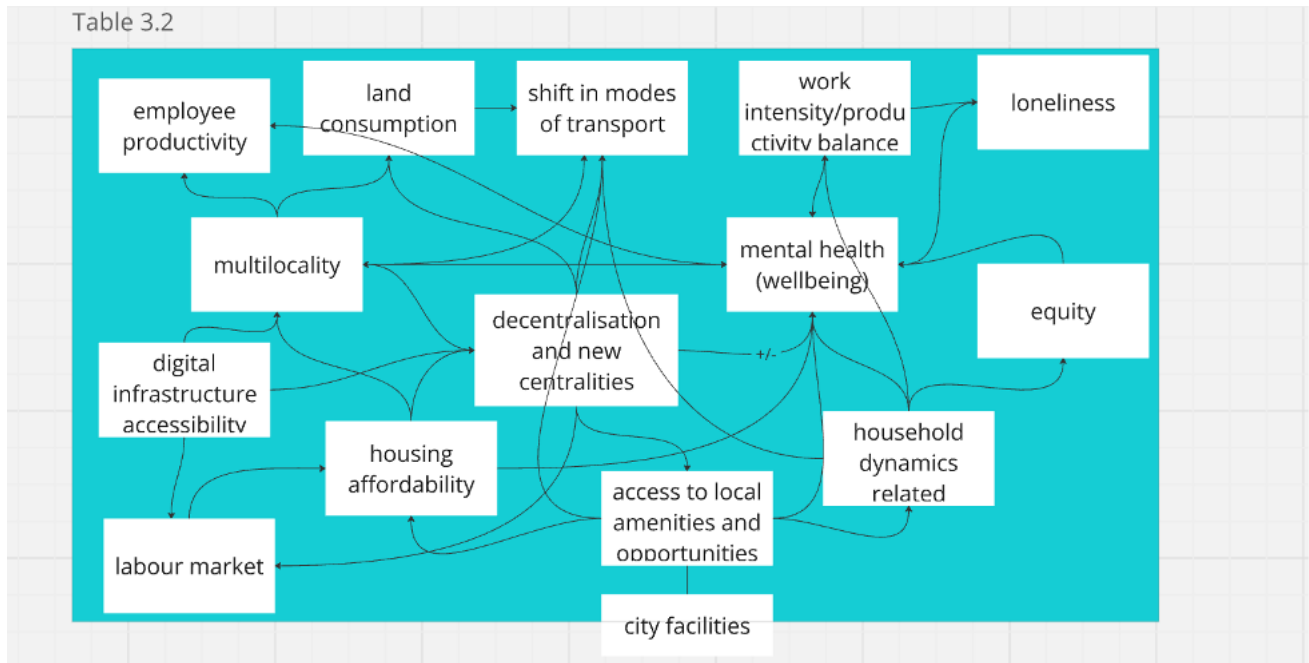 Table 3.2
employee
productivity
land
consumption
shift in modes
of transport
work
intensity/produ
ctivity balance
loneliness
multilocality
mental health
(wellbeing)
equity
decentralisation
and new
centralities
+/-
digital
infrastructure
accessibility
housing
affordability
household
dynamics
related
access to local
amenities and
opportunities
labour market
city facilities